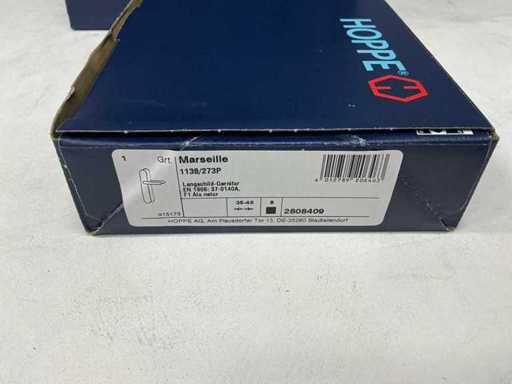 HOPPE®
1 Grt. Marseille
1138/273P
Langschild-Garnitur
EN 1906: 37-0140A,
F1 Alu natur
35-45 8
2808409
HOPPE AG, Am Plausdorfer Tor 13, DE-35260 Stadtallendorf